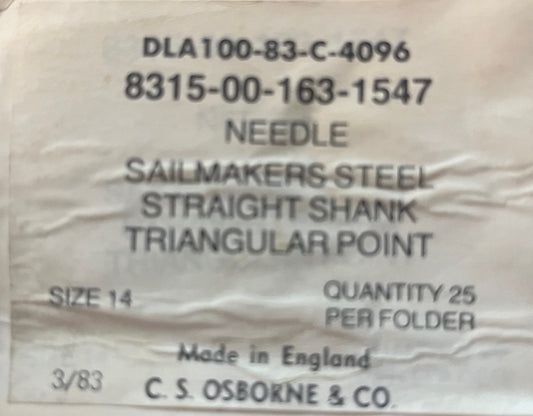 DLA100-83-C-4096
8315-00-163-1547
NEEDLE
SAILMAKERS STEEL
STRAIGHT SHANK
TRIANGULAR POINT
SIZE 14
QUANTITY 25
PER FOLDER
Made in England
3/83
C. S. OSBORNE & CO.